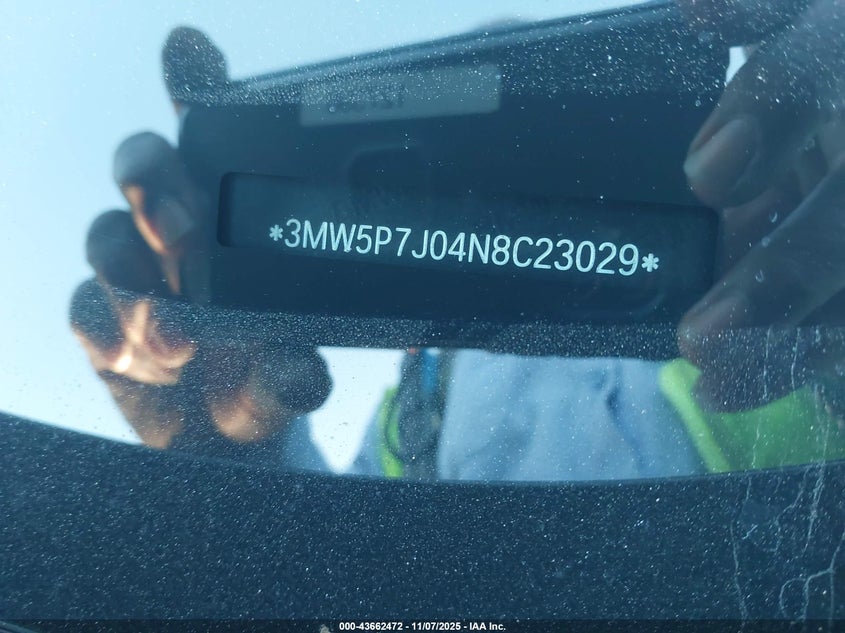 *3MW5P7J04N8C23029*
000-43662472 - 11/07/2025 - IAA Inc.